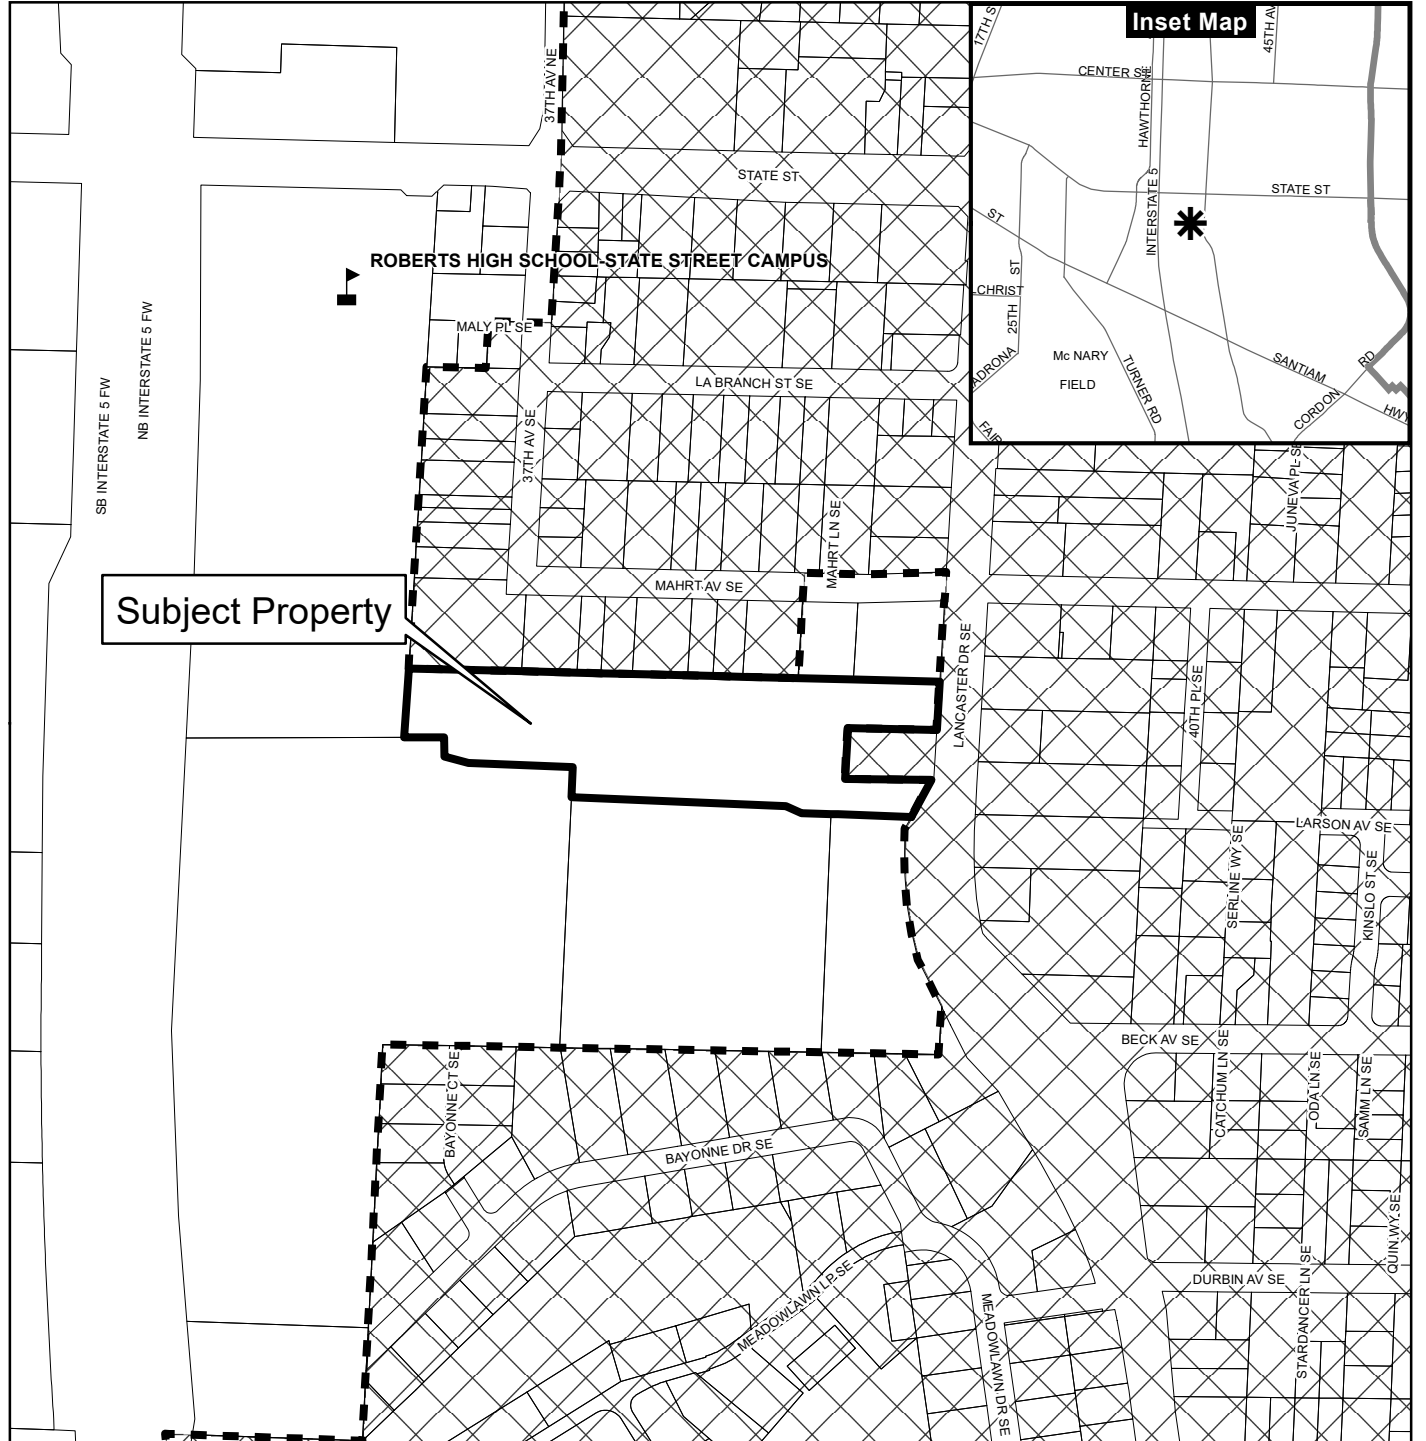 Inset Map
17TH S
45TH AV
CENTER S
HAWTHORNE
INTERSTATE 5
STATE ST
ST
CHRIST
25TH ST
ADRONA
Mc NARY
FIELD
TURNER RD
SANTIAM
RD
CORDON
HWY
FAIR
37TH AV NE
STATE ST
ROBERTS HIGH SCHOOL-STATE STREET CAMPUS
MALY PL SE
NB INTERSTATE 5 FW
SB INTERSTATE 5 FW
LA BRANCH ST SE
37TH AV SE
MAHRT LN SE
JUNEVA PL SE
MAHRT AV SE
Subject Property
LANCASTER DR SE
40TH PL SE
LARSON AV SE
SERLINE WY SE
KINSLO ST SE
BECK AV SE
CATCHUM LN SE
ODA LN SE
SAMM LN SE
BAYONNE CT SE
BAYONNE DR SE
QUIN WY SE
DURBIN AV SE
STARDANCER LN SE
MEADOWLAWN LP SE
MEADOWLAWN DR SE